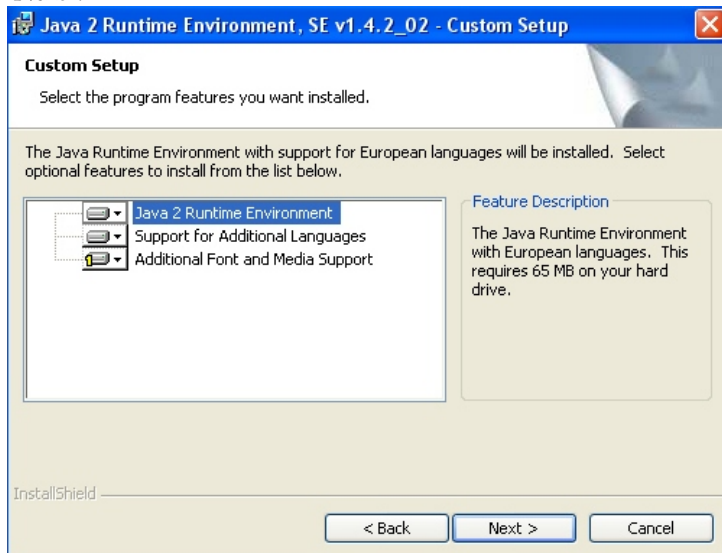 Java 2 Runtime Environment, SE v1.4.2_02 - Custom Setup
Custom Setup
Select the program features you want installed.
The Java Runtime Environment with support for European languages will be installed. Select
optional features to install from the list below.
Java 2 Runtime Environment
Support for Additional Languages
Additional Font and Media Support
Feature Description
The Java Runtime Environment
with European languages. This
requires 65 MB on your hard
drive.
InstallShield
< Back
Next >
Cancel